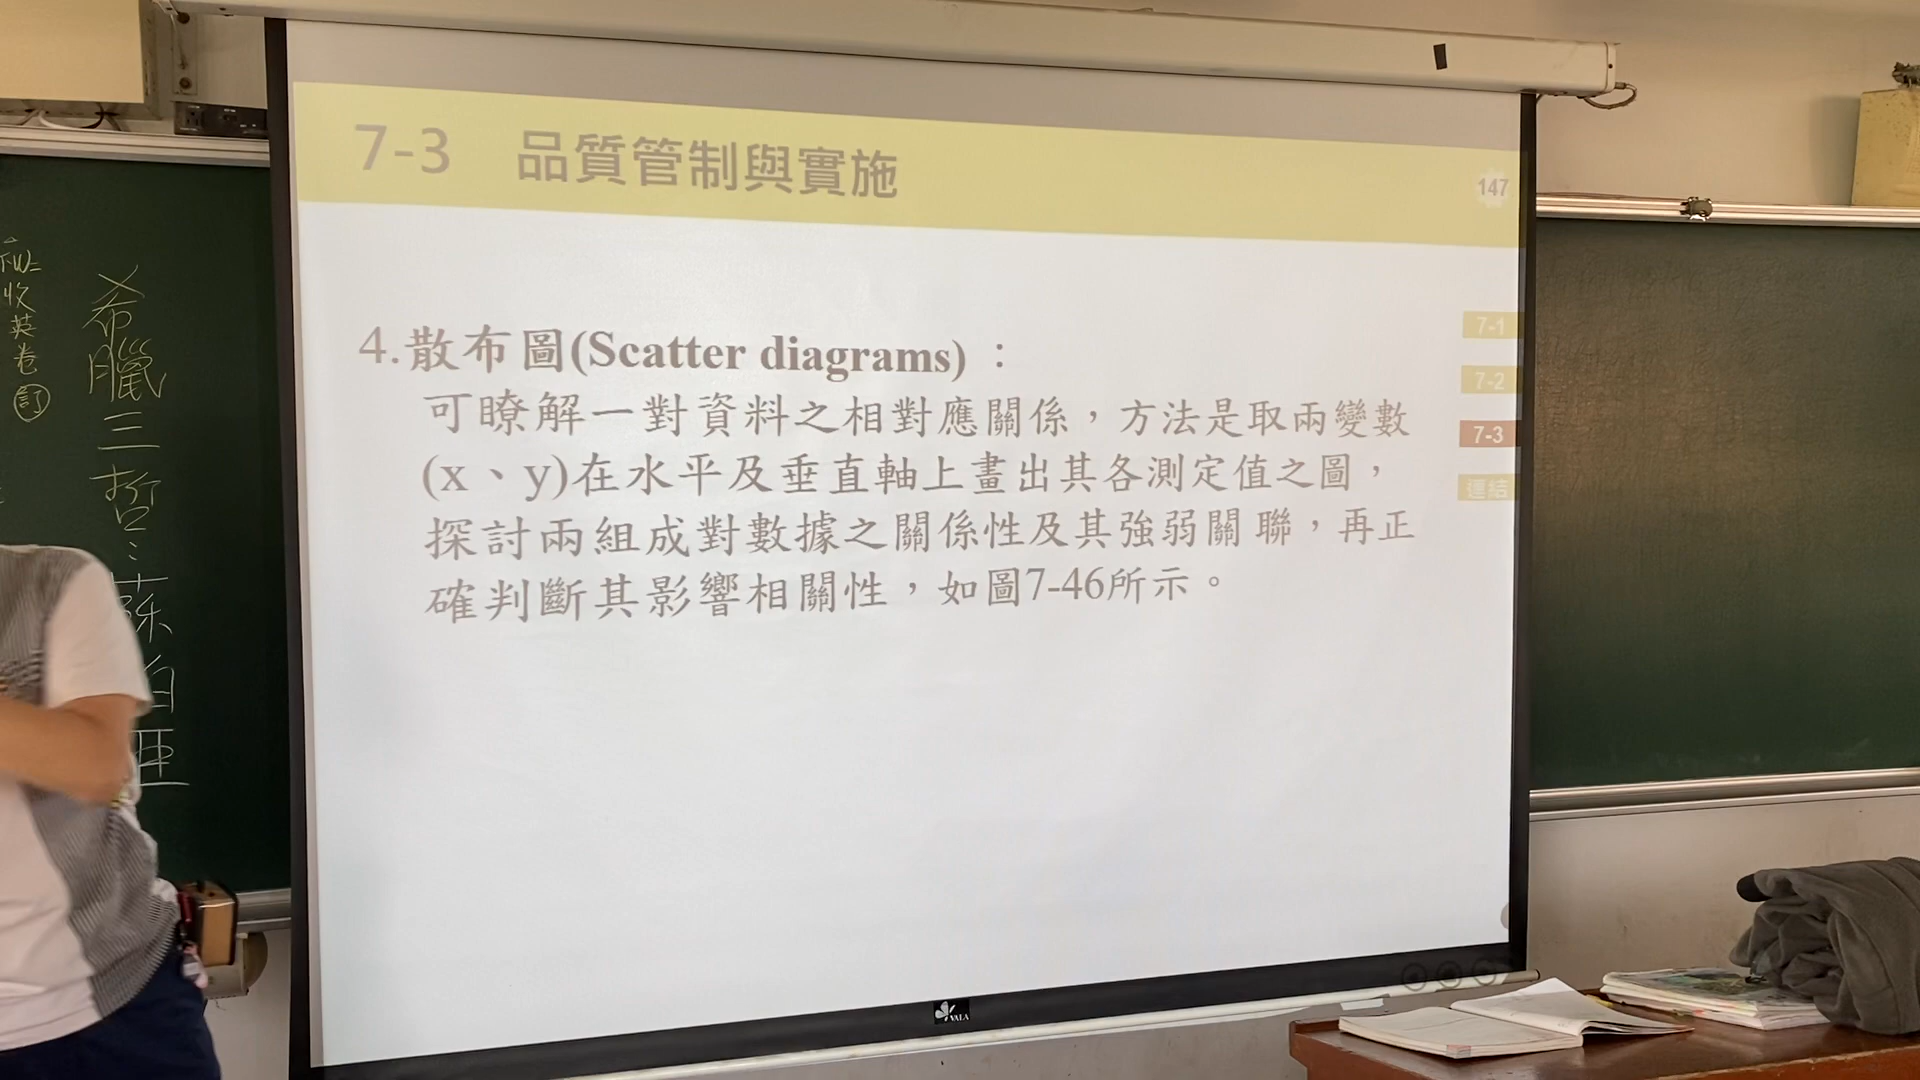 7-3 品質管制與實施
147
4.散布圖(Scatter diagrams)：
可瞭解一對資料之相對應關係，方法是取兩變數
(x、y)在水平及垂直軸上畫出其各測定值之圖，
探討兩組成對數據之關係性及其強弱關 聯，再正
確判斷其影響相關性，如圖7-46所示。
7-1
7-2
7-3
連結
希臘三哲：蘇
收英卷
訂
VALA